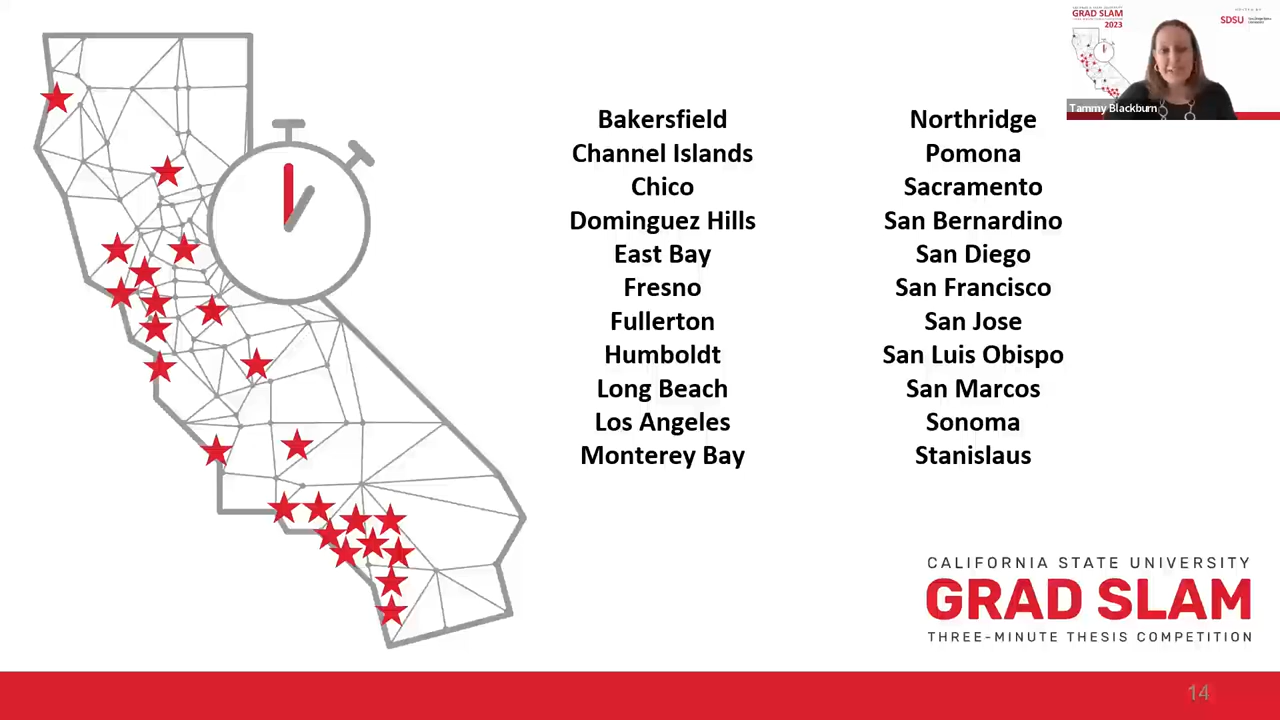 Bakersfield
Channel Islands
Chico
Dominguez Hills
East Bay
Fresno
Fullerton
Humboldt
Long Beach
Los Angeles
Monterey Bay
Northridge
Pomona
Sacramento
San Bernardino
San Diego
San Francisco
San Jose
San Luis Obispo
San Marcos
Sonoma
Stanislaus
GRAD SLAM
2023
HOSTED BY
SDSU
Tammy Blackburn
CALIFORNIA STATE UNIVERSITY
GRAD SLAM
THREE-MINUTE THESIS COMPETITION
14